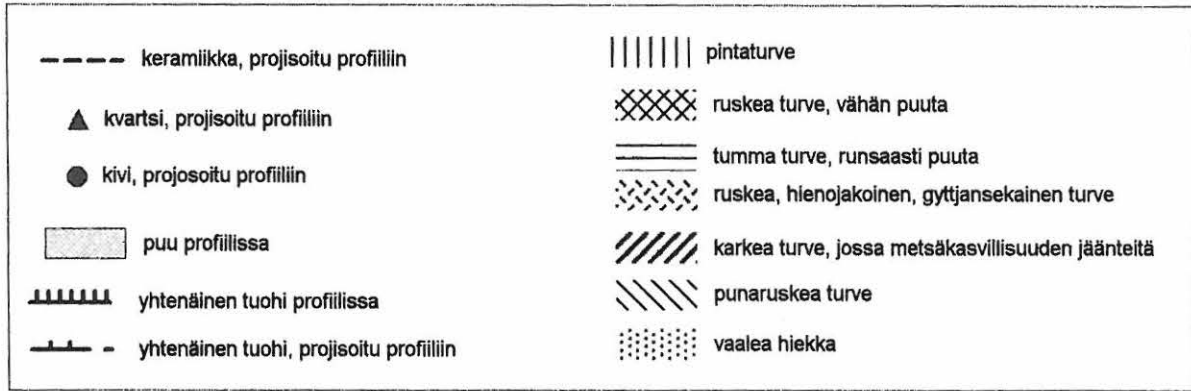 keramiikka, projisoitu profiiliin
kvartsi, projisoitu profiiliin
kivi, projosoitu profiiliin
puu profiilissa
yhtenäinen tuohi profiilissa
yhtenäinen tuohi, projisoitu profiiliin
pintaturve
ruskea turve, vähän puuta
tumma turve, runsaasti puuta
ruskea, hienojakoinen, gyttjansekainen turve
karkea turve, jossa metsäkasvillisuuden jäänteitä
punaruskea turve
vaalea hiekka